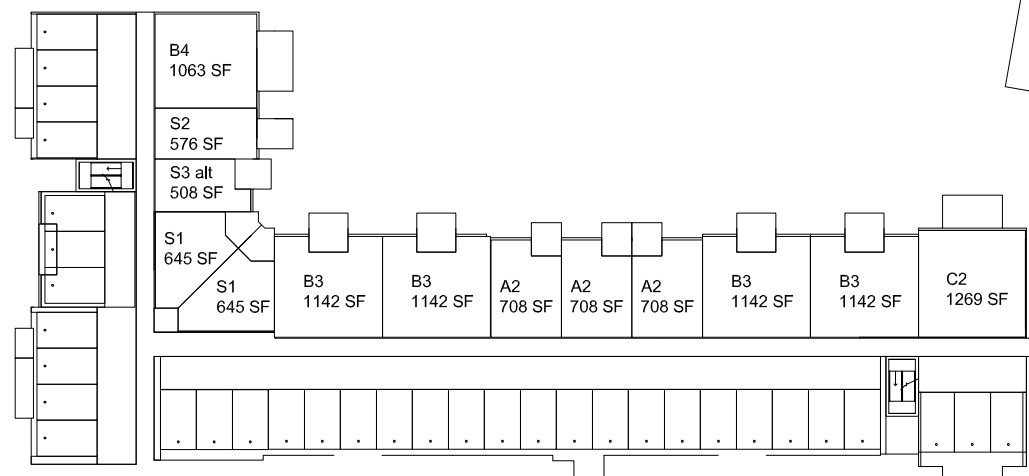 B4
1063 SF
S2
576 SF
S3 alt
508 SF
S1
645 SF
S1
645 SF
B3
1142 SF
B3
1142 SF
A2
708 SF
A2
708 SF
A2
708 SF
B3
1142 SF
B3
1142 SF
C2
1269 SF